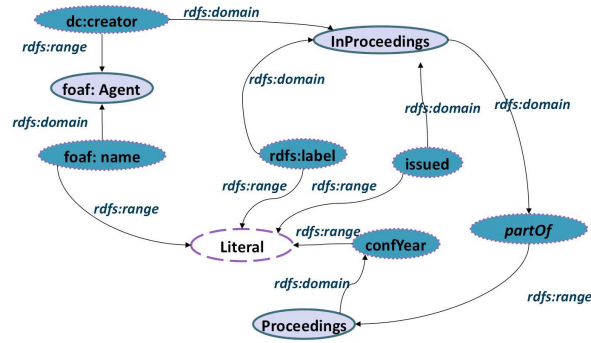 dc:creator
rdfs:domain
InProceedings
rdfs:range
foaf: Agent
rdfs:domain
rdfs:domain
rdfs:domain
rdfs:domain
foaf: name
rdfs:label
issued
rdfs:range
rdfs:range
rdfs:range
partOf
rdfs:range
Literal
confYear
rdfs:domain
rdfs:range
Proceedings